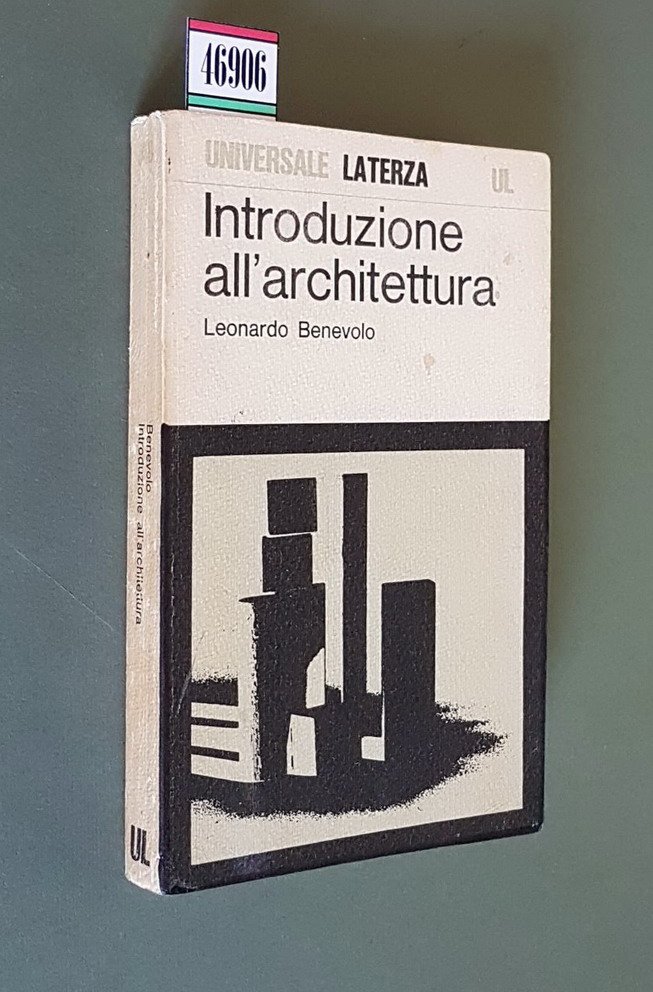 46906
UNIVERSALE LATERZA UL
Introduzione
all'architettura
Leonardo Benevolo
Benevolo
Introduzione all'architettura
UL